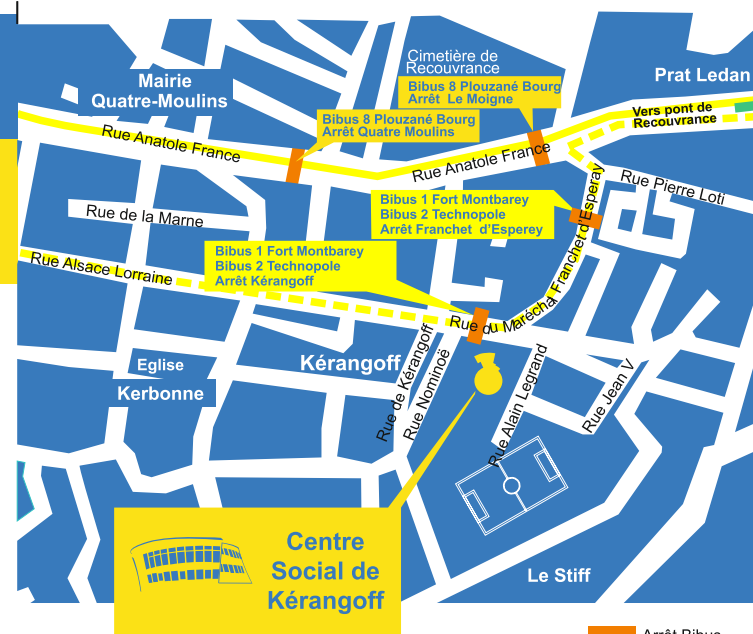 Cimetière de
Recouvrance
Prat Ledan
Mairie
Quatre-Moulins
Bibus 8 Plouzané Bourg
Arrêt Le Moigne
Vers pont de
Recouvrance
Bibus 8 Plouzané Bourg
Arrêt Quatre Moulins
Rue Anatole France
Rue Anatole France
Rue Pierre Loti
Bibus 1 Fort Montbarey
Bibus 2 Technopole
Arrêt Franchet d'Esperey
Rue de la Marne
Rue du Maréchal Franchet d'Esperay
Bibus 1 Fort Montbarey
Bibus 2 Technopole
Arrêt Kérangoff
Rue Alsace Lorraine
Eglise
Kérangoff
Kerbonne
Rue de Kérangoff
Rue Nominoë
Rue Alain Legrand
Rue Jean V
Centre
Social de
Kérangoff
Le Stiff